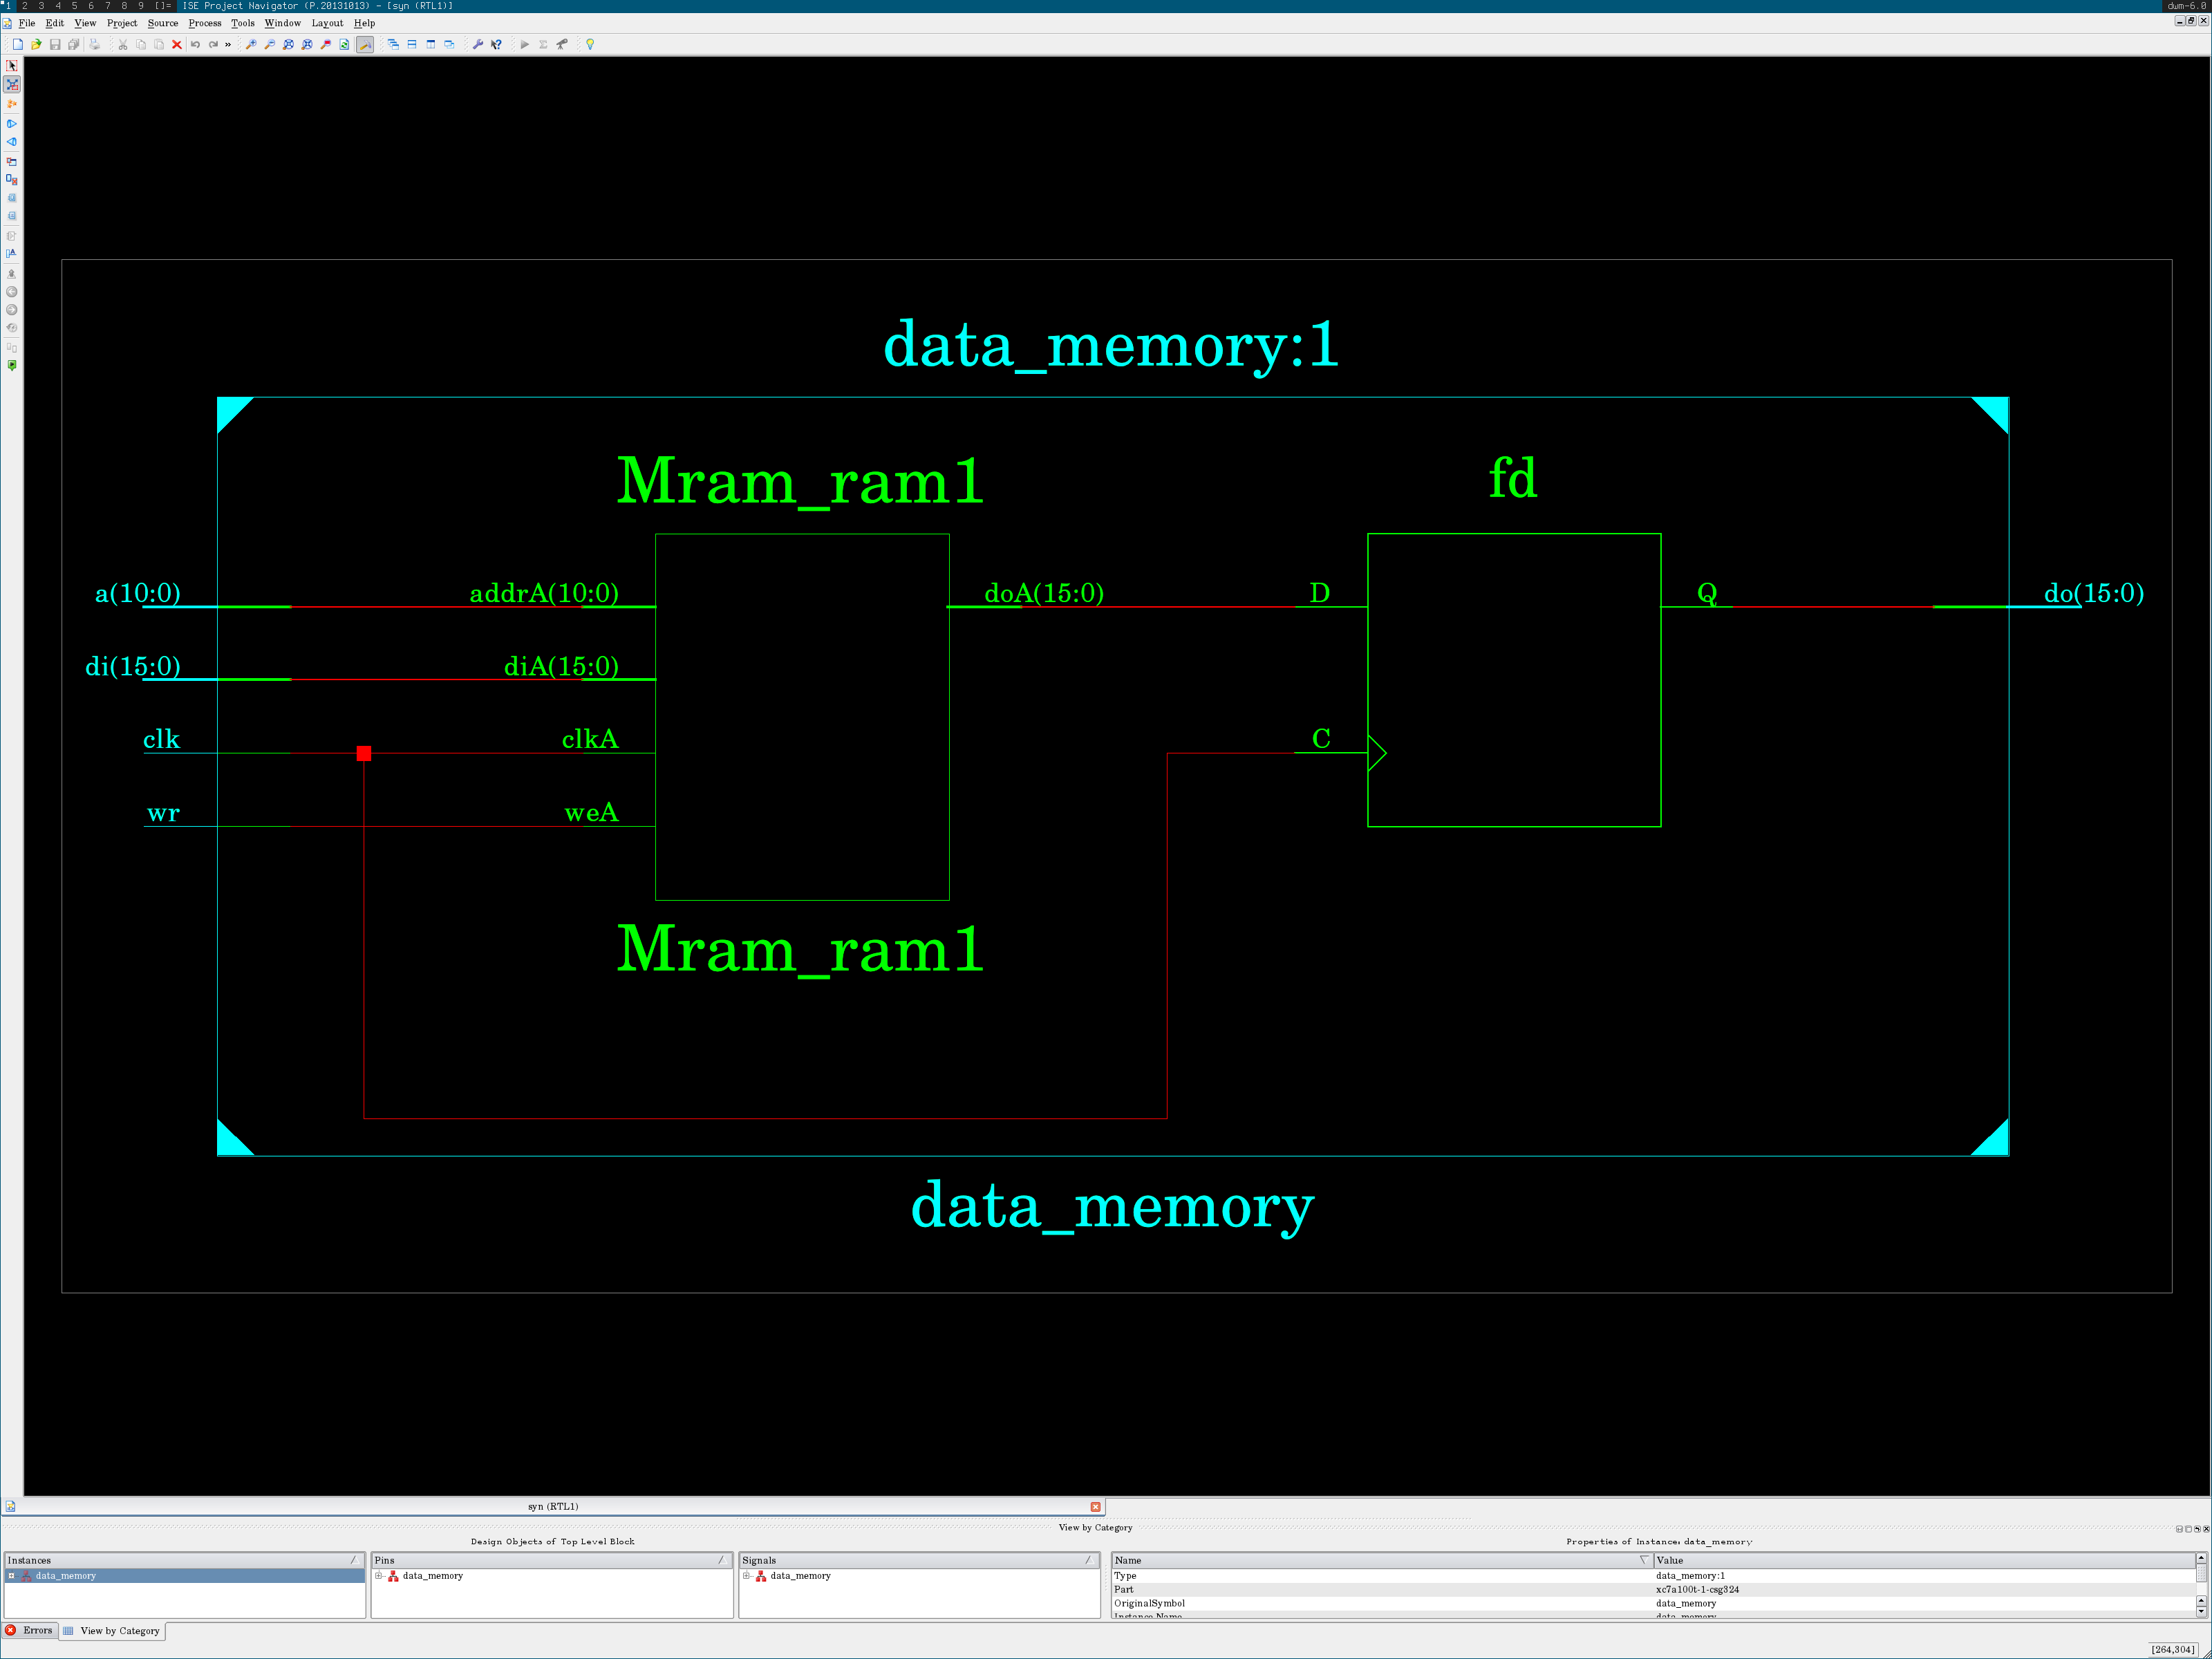 1 2 3 4 5 6 7 8 9 []= ISE Project Navigator (P.20131013) - [syn (RTL1)] dwm-6.0
File Edit View Project Source Process Tools Window Layout Help
data_memory:1
Mram_ram1 fd
a(10:0) addrA(10:0) doA(15:0) D Q do(15:0)
di(15:0) diA(15:0)
clk clkA C
wr weA
Mram_ram1
data_memory
syn (RTL1)
View by Category
Design Objects of Top Level Block Properties of Instance: data_memory
Instances Pins Signals Name Value
data_memory data_memory data_memory Type data_memory:1
Part xc7a100t-1-csg324
OriginalSymbol data_memory
Instance Name data_memory
Errors View by Category
[264,304]